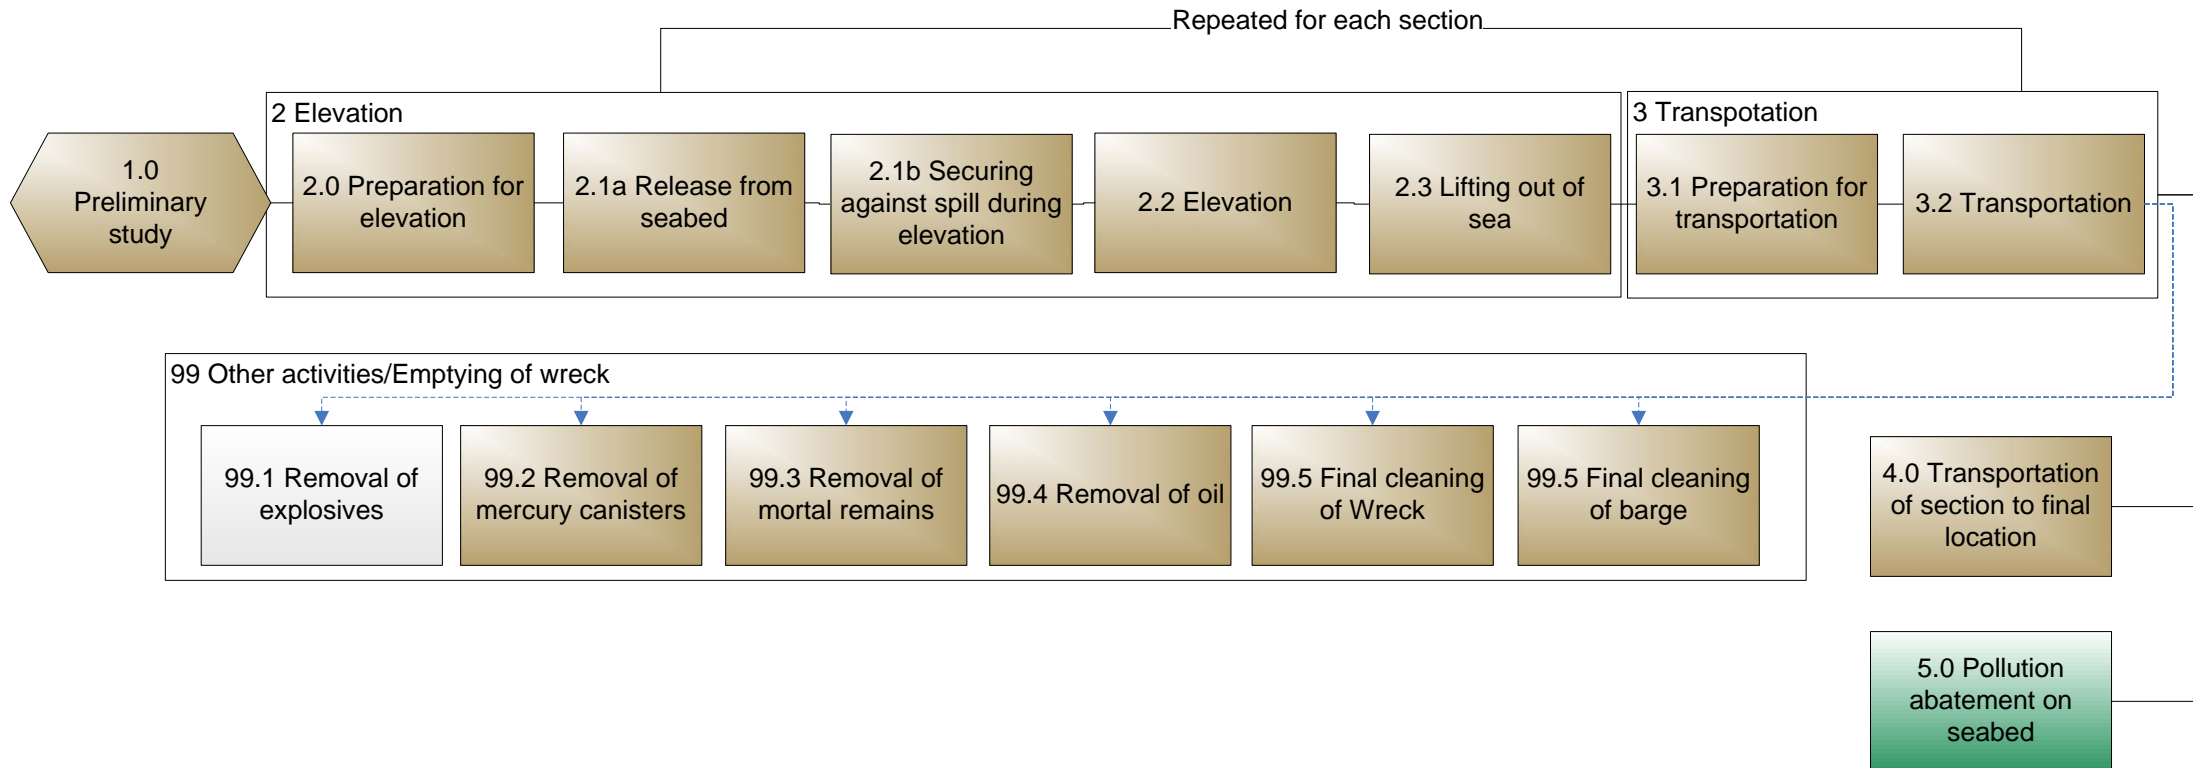 Repeated for each section
2 Elevation
3 Transpotation
1.0
Preliminary
study
2.0 Preparation for
elevation
2.1a Release from
seabed
2.1b Securing
against spill during
elevation
2.2 Elevation
2.3 Lifting out of
sea
3.1 Preparation for
transportation
3.2 Transportation
99 Other activities/Emptying of wreck
99.1 Removal of
explosives
99.2 Removal of
mercury canisters
99.3 Removal of
mortal remains
99.4 Removal of oil
99.5 Final cleaning
of Wreck
99.5 Final cleaning
of barge
4.0 Transportation
of section to final
location
5.0 Pollution
abatement on
seabed